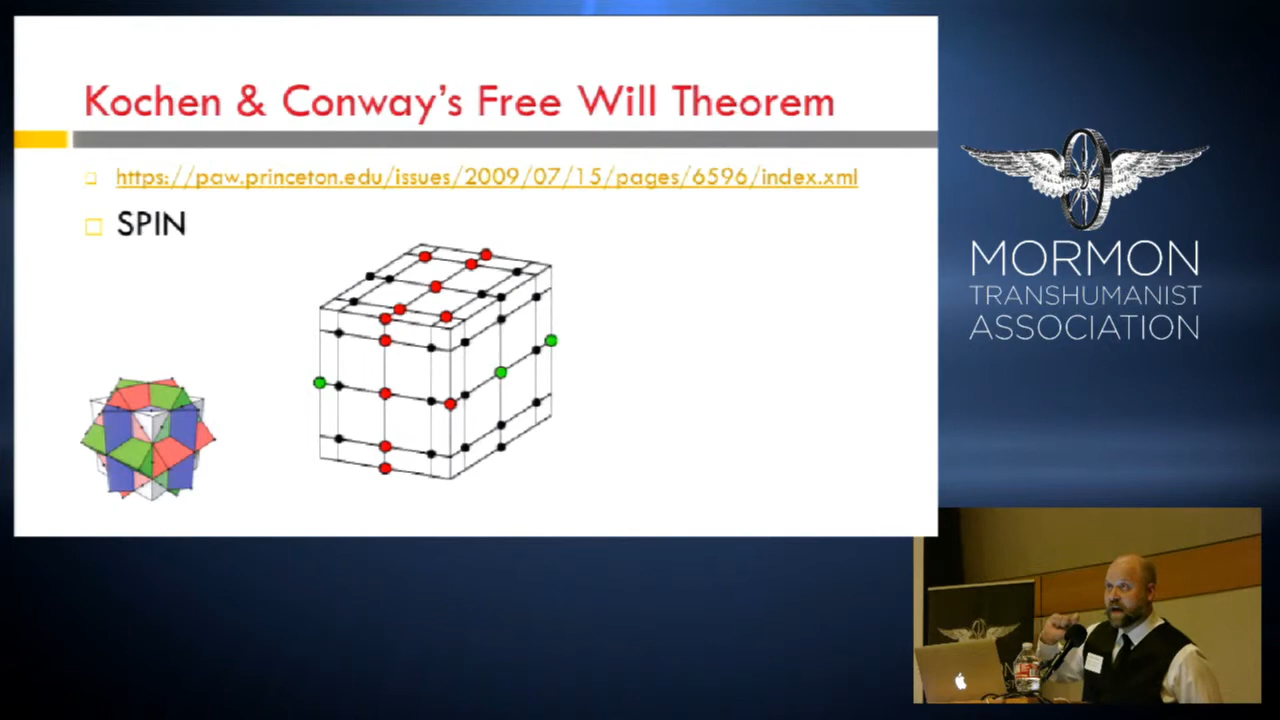 Kochen & Conway's Free Will Theorem
https://paw.princeton.edu/issues/2009/07/15/pages/6596/index.xml
SPIN
MORMON
TRANSHUMANIST
ASSOCIATION